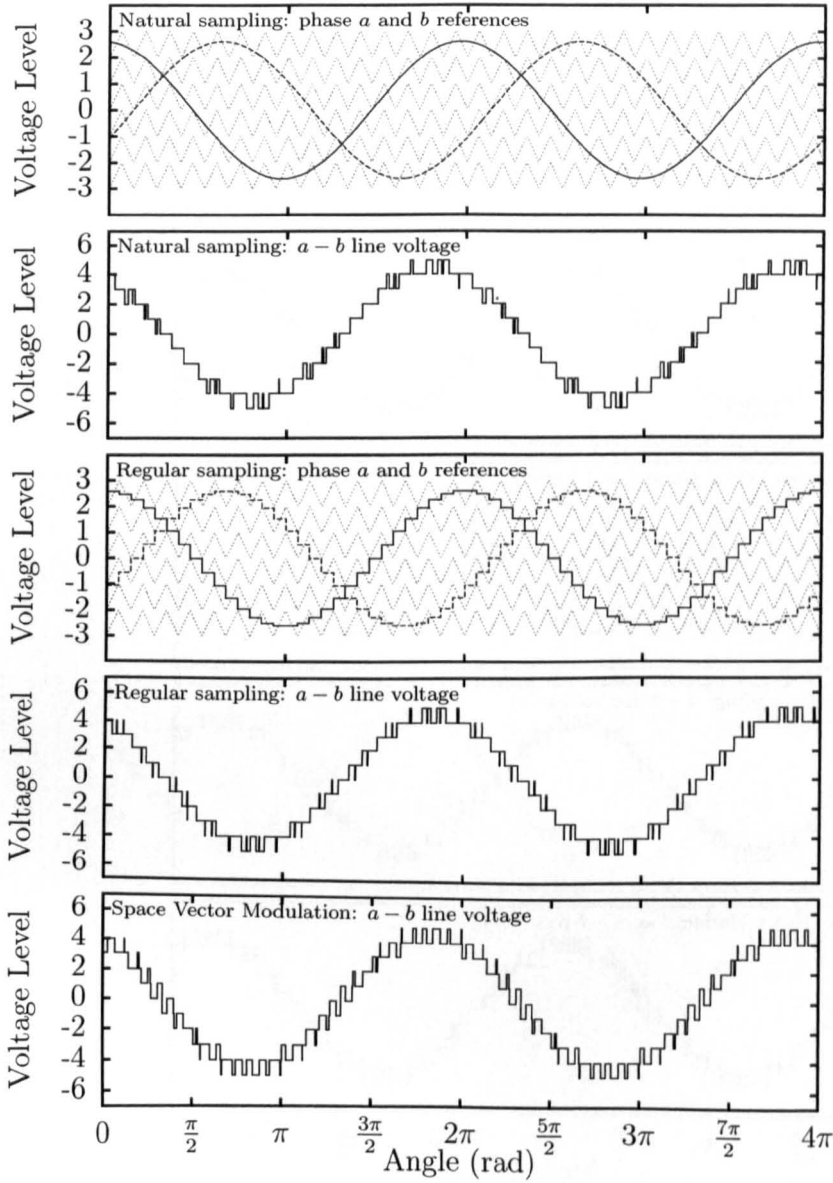 Natural sampling: phase a and b references
Voltage Level
3
2
1
0
-1
-2
-3
Natural sampling: a − b line voltage
Voltage Level
6
4
2
0
-2
-4
-6
Regular sampling: phase a and b references
Voltage Level
3
2
1
0
-1
-2
-3
Regular sampling: a − b line voltage
Voltage Level
6
4
2
0
-2
-4
-6
Space Vector Modulation: a − b line voltage
Voltage Level
6
4
2
0
-2
-4
-6
0 π/2 π 3π/2 2π 5π/2 3π 7π/2 4π
Angle (rad)